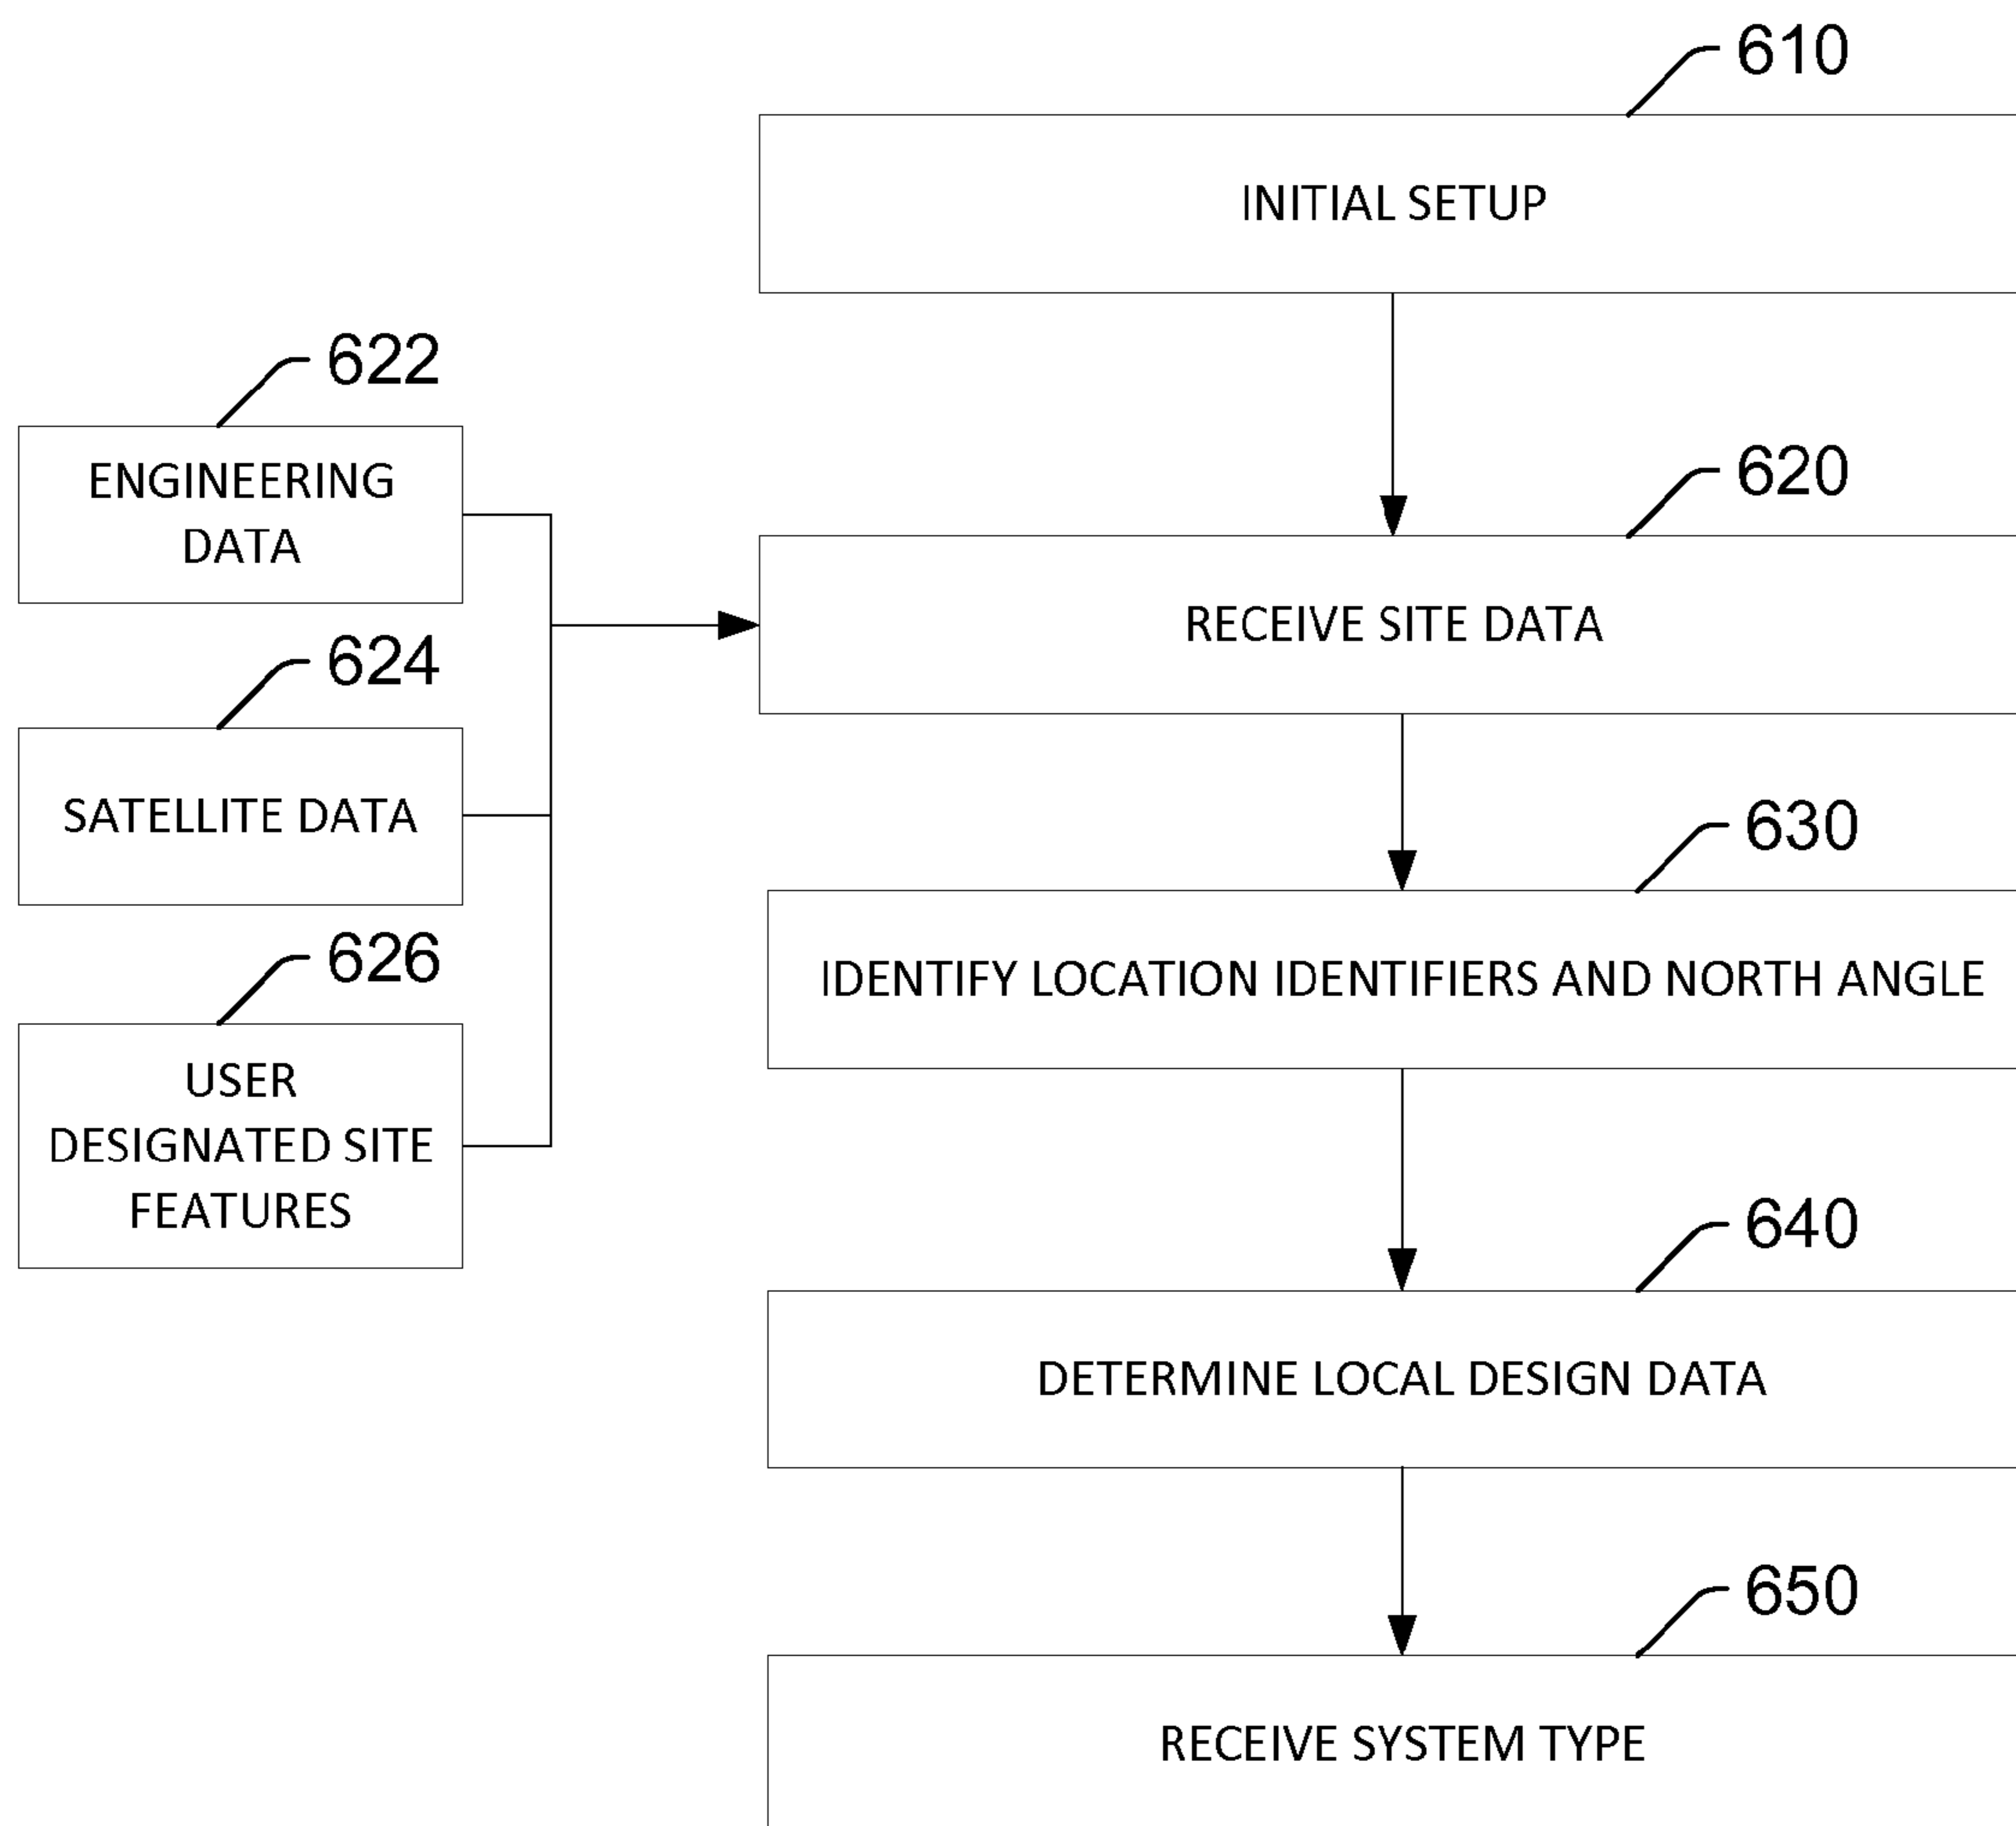 610
INITIAL SETUP
622
ENGINEERING
DATA
620
RECEIVE SITE DATA
624
SATELLITE DATA
630
IDENTIFY LOCATION IDENTIFIERS AND NORTH ANGLE
626
USER
DESIGNATED SITE
FEATURES
640
DETERMINE LOCAL DESIGN DATA
650
RECEIVE SYSTEM TYPE